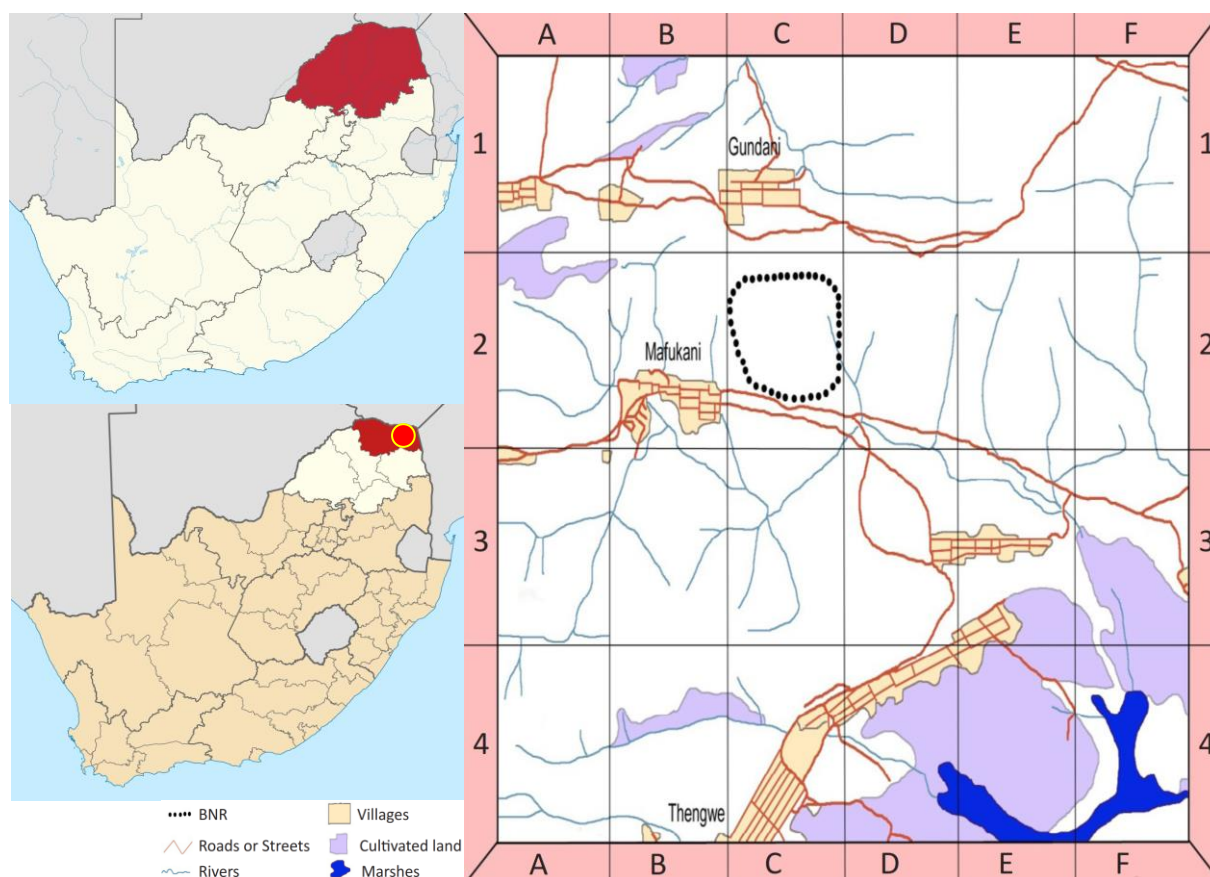 A B C D E F
1 1
Gundani
2 2
Mafukani
3 3
4 4
Thengwe
A B C D E F
BNR Villages
Roads or Streets Cultivated land
Rivers Marshes